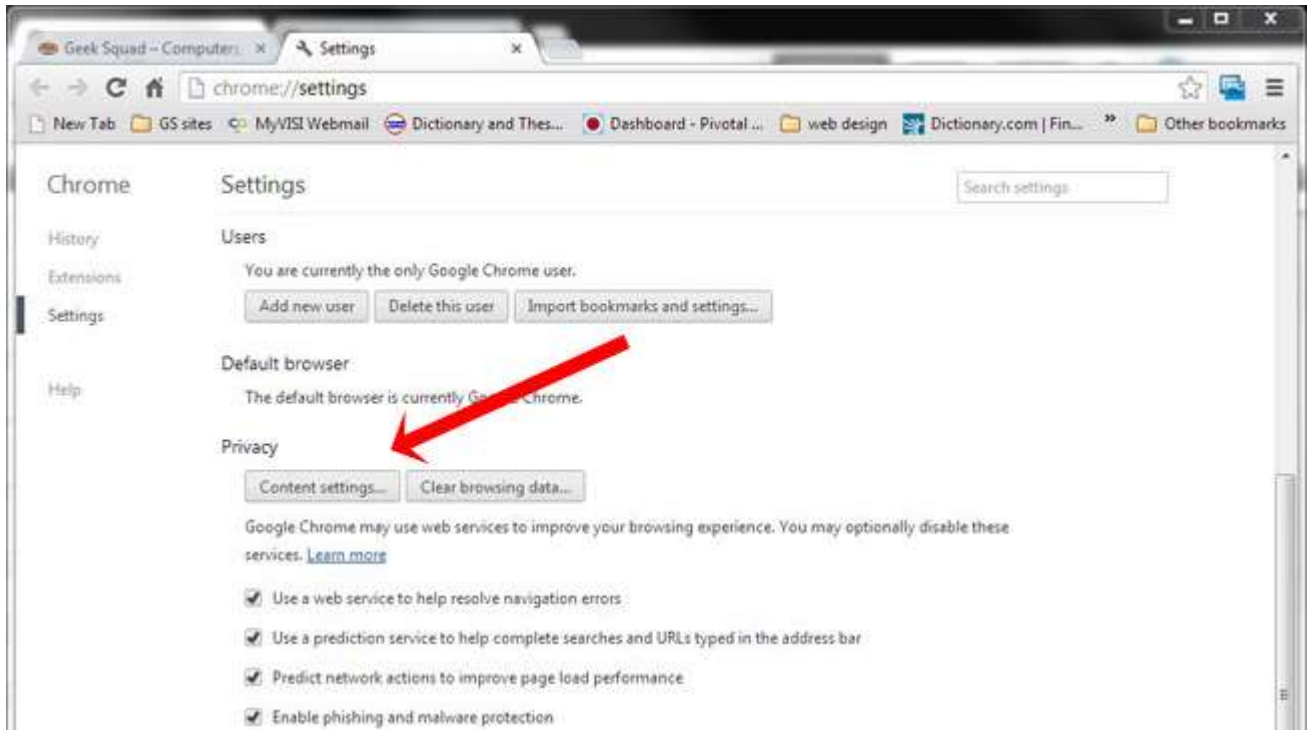 Geek Squad – Computer
Settings
chrome://settings
New Tab GS sites MyVISI Webmail Dictionary and Thes... Dashboard - Pivotal ... web design Dictionary.com | Fin... » Other bookmarks
Chrome
Settings
Search settings
History
Extensions
Settings
Help
Users
You are currently the only Google Chrome user.
Add new user Delete this user Import bookmarks and settings...
Default browser
The default browser is currently Google Chrome.
Privacy
Content settings... Clear browsing data...
Google Chrome may use web services to improve your browsing experience. You may optionally disable these
services. Learn more
Use a web service to help resolve navigation errors
Use a prediction service to help complete searches and URLs typed in the address bar
Predict network actions to improve page load performance
Enable phishing and malware protection